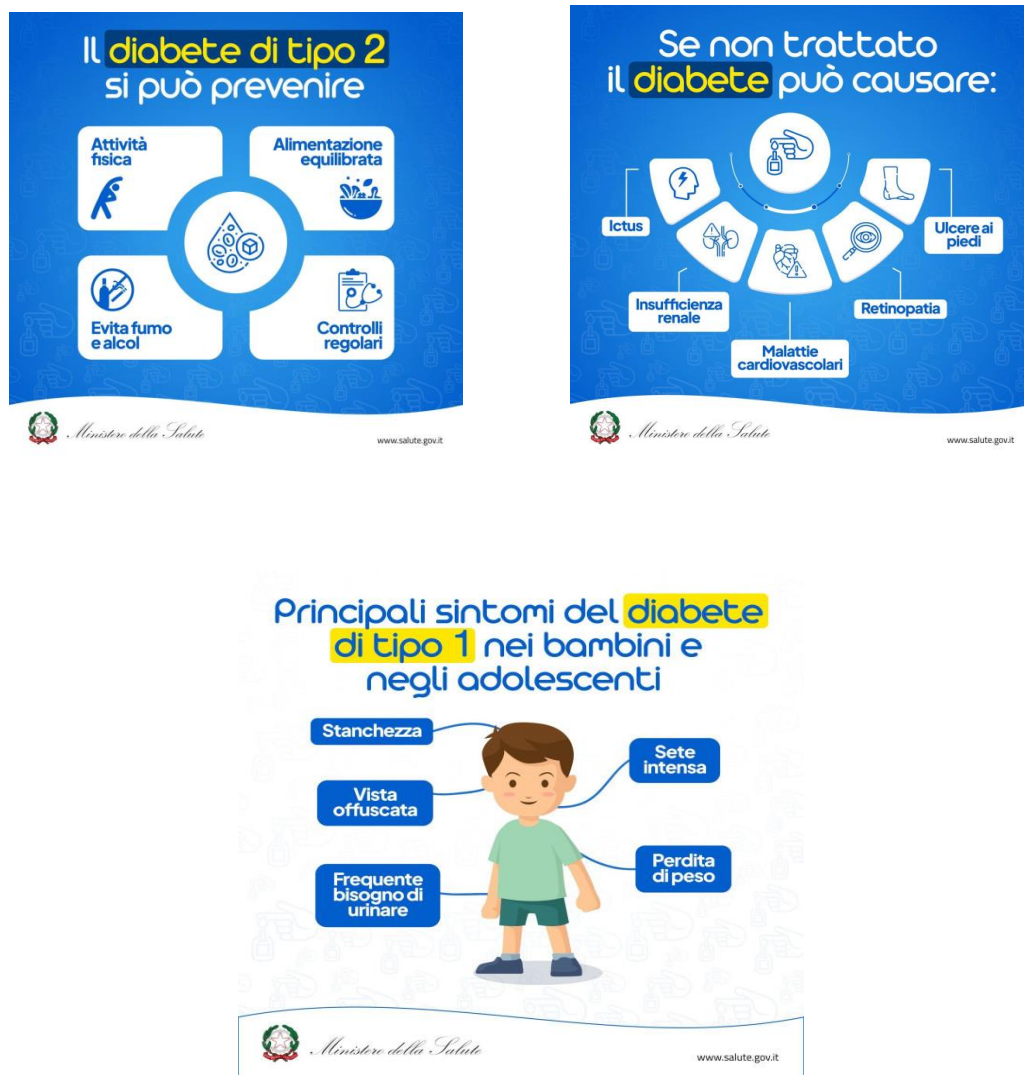 Il diabete di tipo 2
si può prevenire
Attività
fisica
Alimentazione
equilibrata
Evita fumo
e alcol
Controlli
regolari
Ministero della Salute
www.salute.gov.it
Se non trattato
il diabete può causare:
Ictus
Insufficienza
renale
Malattie
cardiovascolari
Retinopatia
Ulcere ai
piedi
Ministero della Salute
www.salute.gov.it
Principali sintomi del diabete
di tipo 1 nei bambini e
negli adolescenti
Stanchezza
Sete
intensa
Vista
offuscata
Perdita
di peso
Frequente
bisogno di
urinare
Ministero della Salute
www.salute.gov.it